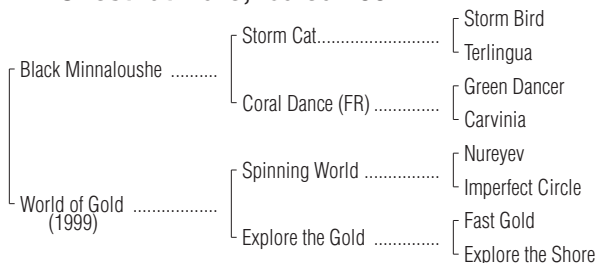 Storm Bird
Storm Cat........................
Terlingua
Black Minnaloushe ..........
Green Dancer
Coral Dance (FR) ..............
Carvinia
Nureyev
Spinning World ................
Imperfect Circle
World of Gold ..................
(1999)
Fast Gold
Explore the Gold ..............
Explore the Shore